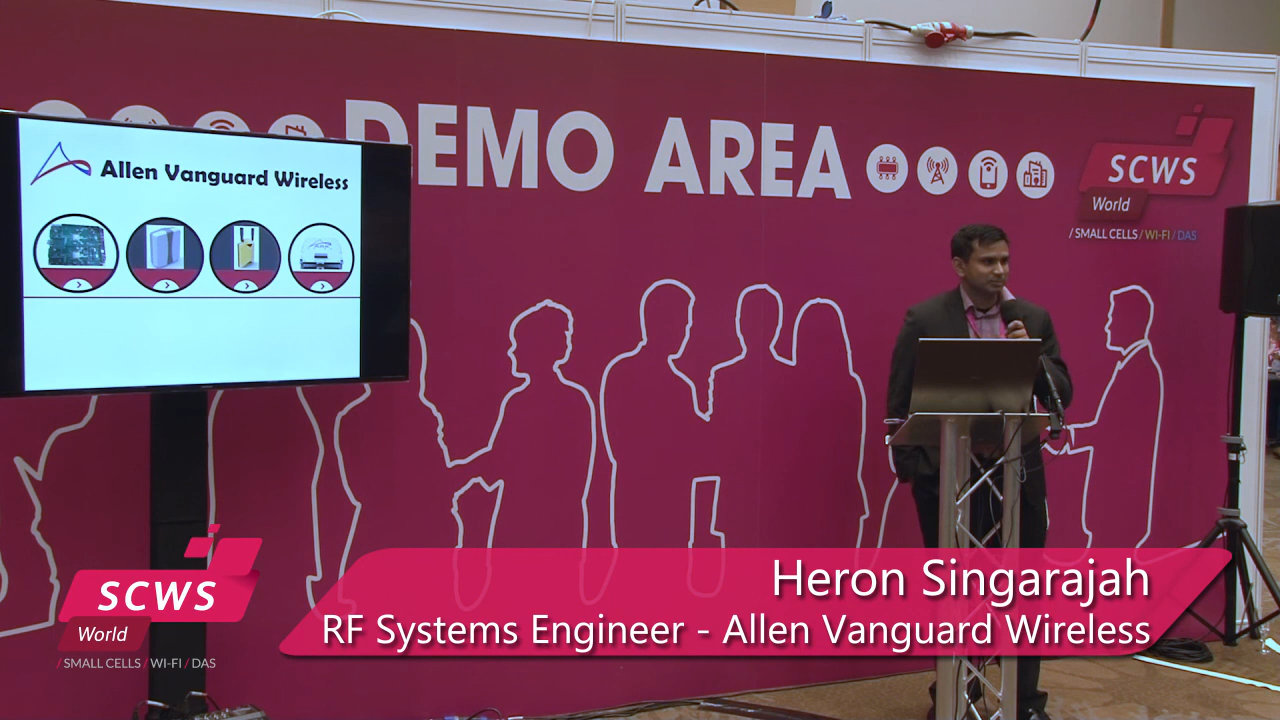 DEMO AREA
Allen Vanguard Wireless
SCWS
World
/ SMALL CELLS / WI-FI / DAS
SCWS
World
/ SMALL CELLS / WI-FI / DAS
Heron Singarajah
RF Systems Engineer - Allen Vanguard Wireless